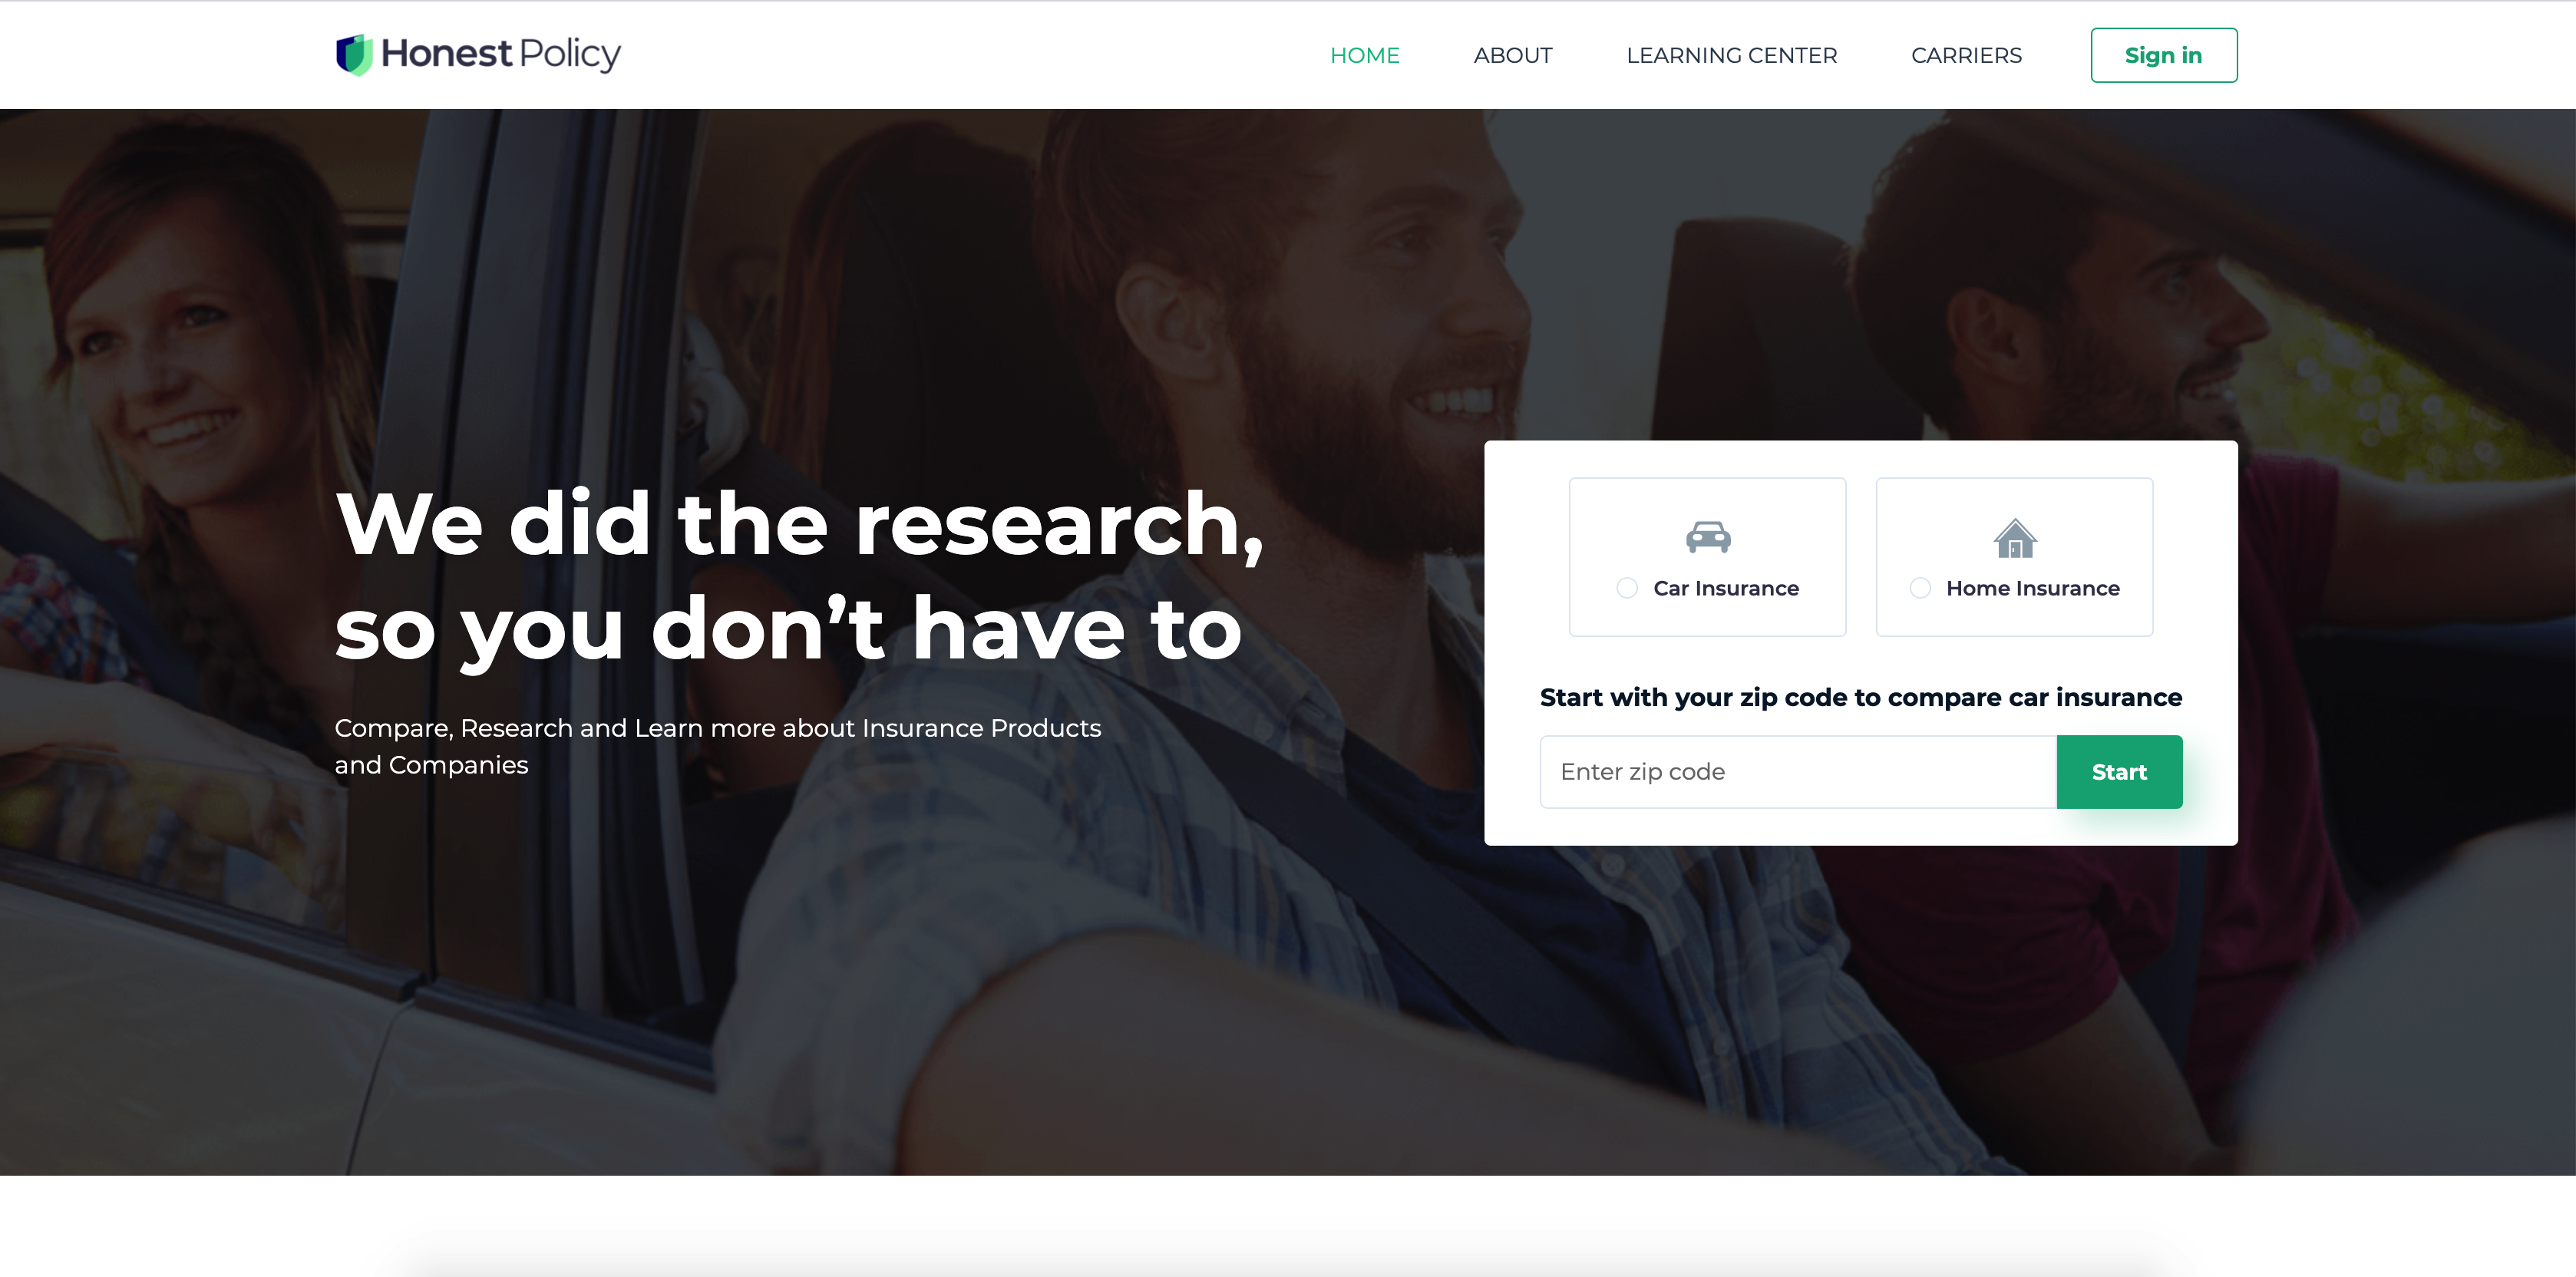 Honest Policy
HOME
ABOUT
LEARNING CENTER
CARRIERS
Sign in
We did the research,
so you don’t have to
Compare, Research and Learn more about Insurance Products
and Companies
Car Insurance
Home Insurance
Start with your zip code to compare car insurance
Enter zip code
Start